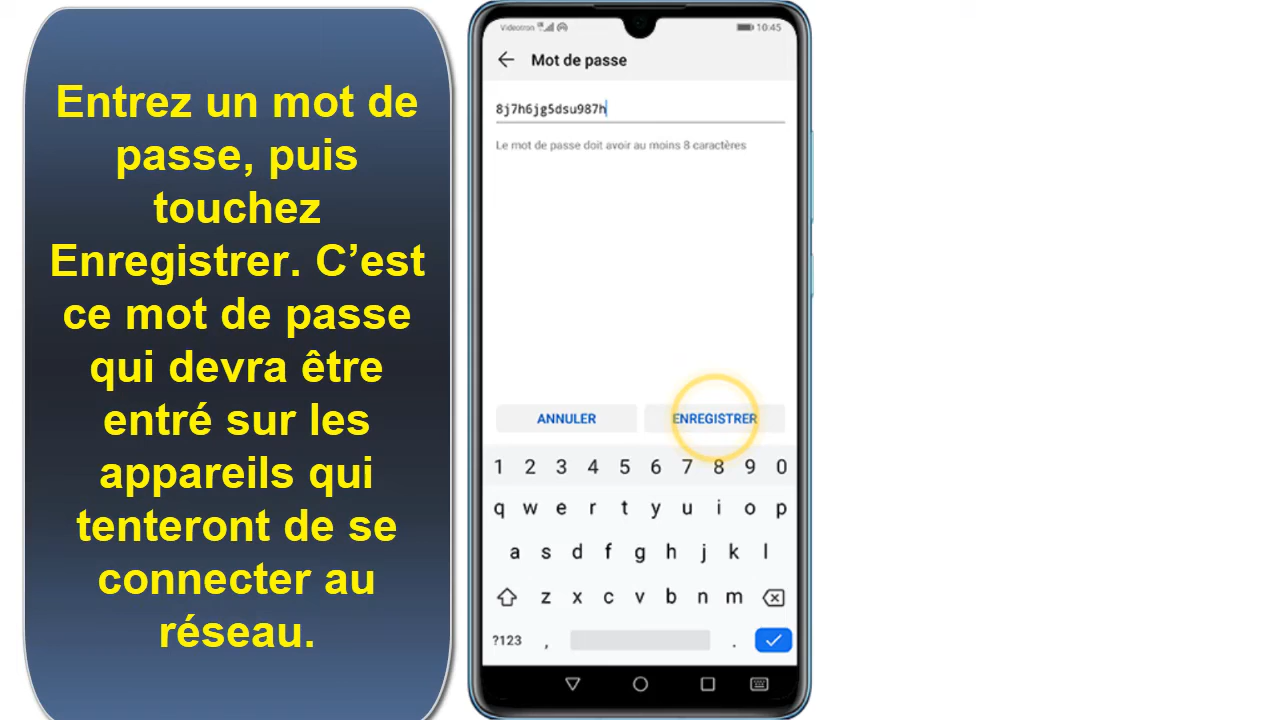 Entrez un mot de
passe, puis
touchez
Enregistrer. C’est
ce mot de passe
qui devra être
entré sur les
appareils qui
tenteront de se
connecter au
réseau.
Videotron
10:45
Mot de passe
8j7h6jg5dsu987h
Le mot de passe doit avoir au moins 8 caractères
ANNULER ENREGISTRER
1 2 3 4 5 6 7 8 9 0
q w e r t y u i o p
a s d f g h j k l
z x c v b n m
?123 , .